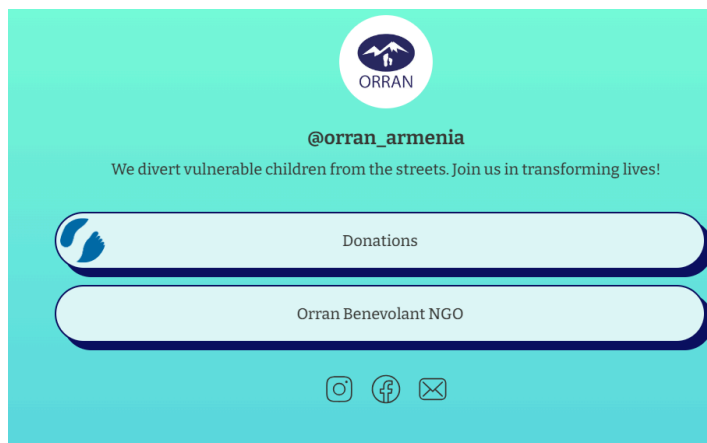 ORRAN
@orran_armenia
We divert vulnerable children from the streets. Join us in transforming lives!
Donations
Orran Benevolant NGO